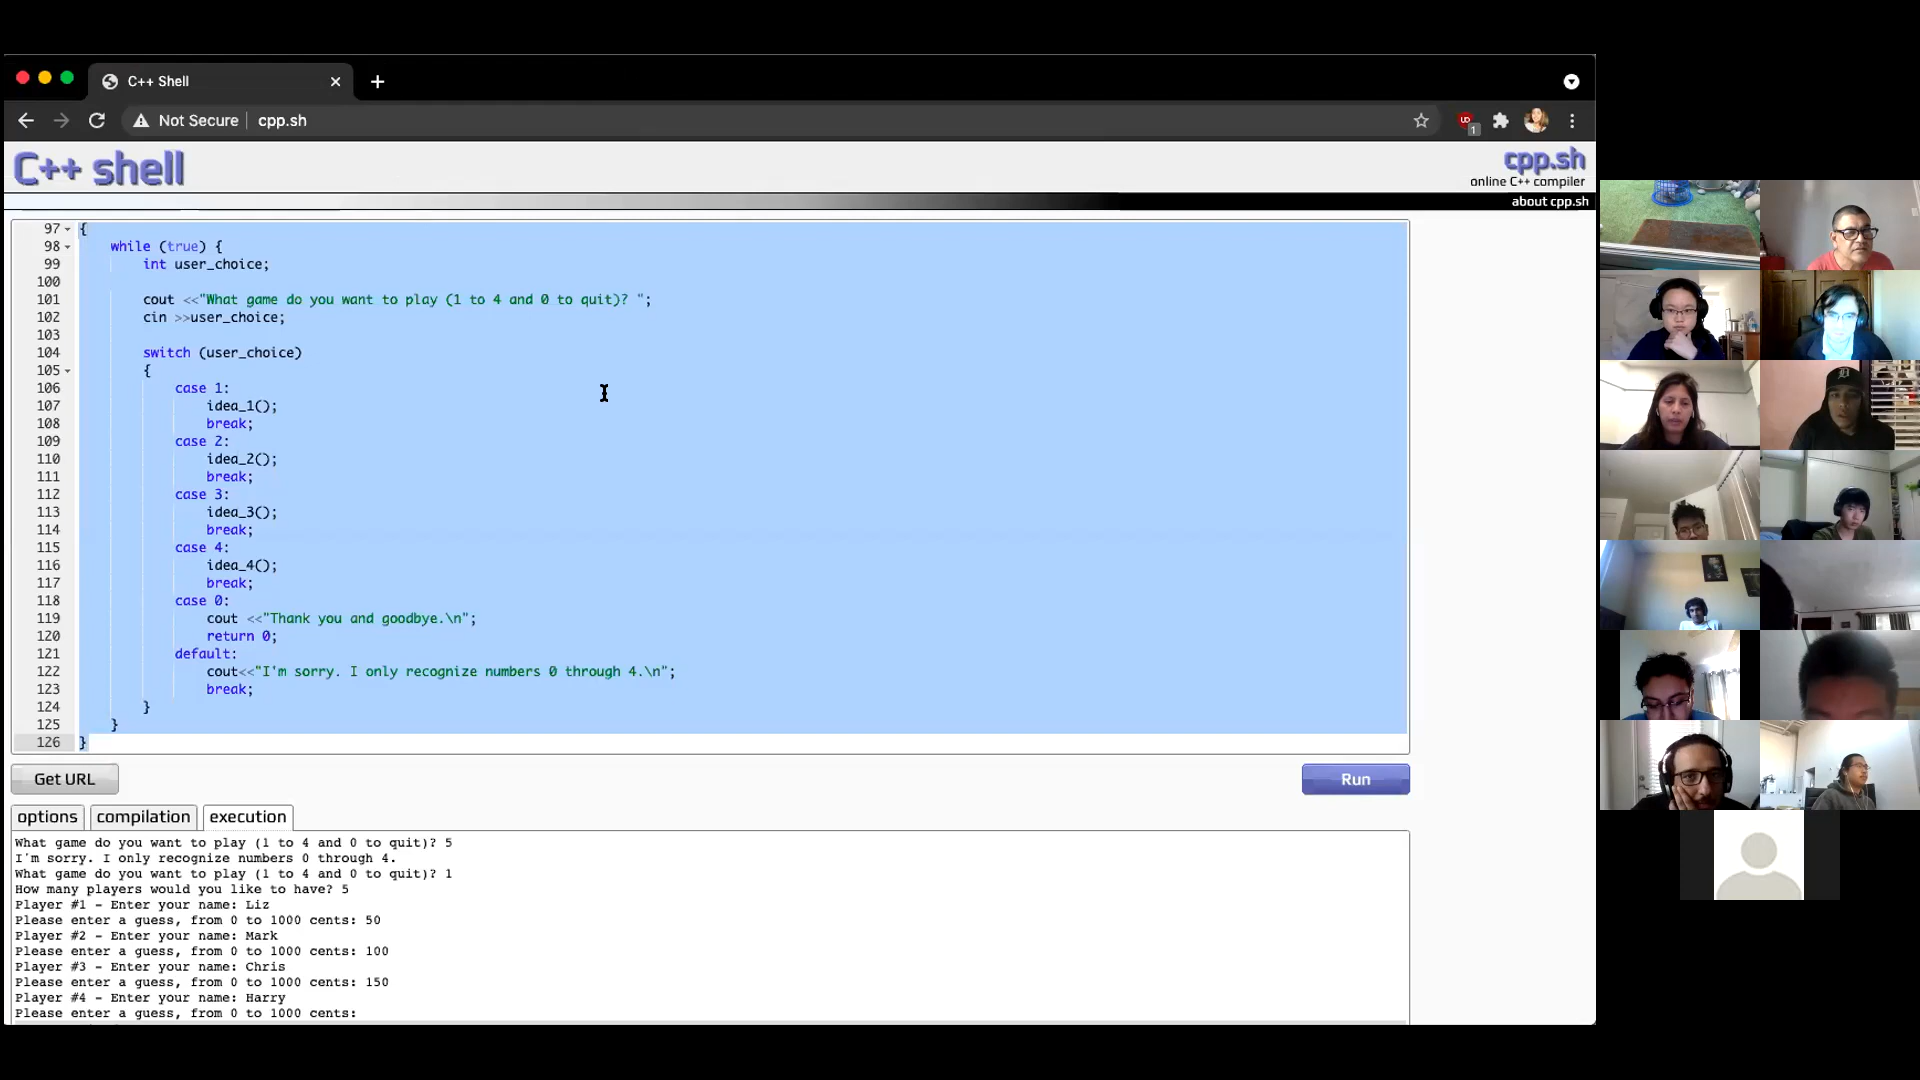 C++ Shell
Not Secure
cpp.sh
1
C++ shell
cpp.sh
online C++ compiler
about cpp.sh
97 {
98 while (true) {
99 int user_choice;
100
101 cout <<"What game do you want to play (1 to 4 and 0 to quit)? ";
102 cin >>user_choice;
103
104 switch (user_choice)
105 {
106 case 1:
107 idea_1();
108 break;
109 case 2:
110 idea_2();
111 break;
112 case 3:
113 idea_3();
114 break;
115 case 4:
116 idea_4();
117 break;
118 case 0:
119 cout <<"Thank you and goodbye.\n";
120 return 0;
121 default:
122 cout<<"I'm sorry. I only recognize numbers 0 through 4.\n";
123 break;
124 }
125 }
126 }
Get URL
Run
options
compilation
execution
What game do you want to play (1 to 4 and 0 to quit)? 5
I'm sorry. I only recognize numbers 0 through 4.
What game do you want to play (1 to 4 and 0 to quit)? 1
How many players would you like to have? 5
Player #1 - Enter your name: Liz
Please enter a guess, from 0 to 1000 cents: 50
Player #2 - Enter your name: Mark
Please enter a guess, from 0 to 1000 cents: 100
Player #3 - Enter your name: Chris
Please enter a guess, from 0 to 1000 cents: 150
Player #4 - Enter your name: Harry
Please enter a guess, from 0 to 1000 cents: